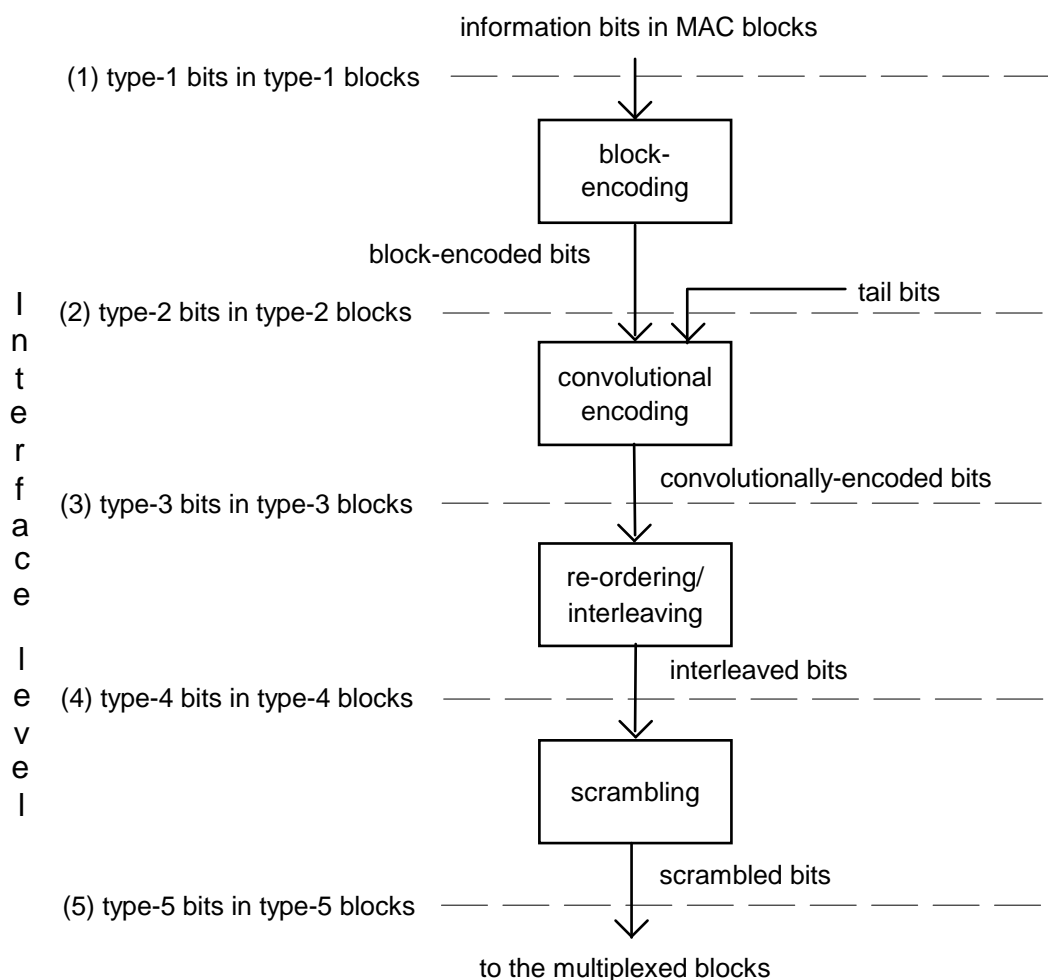 information bits in MAC blocks
(1) type-1 bits in type-1 blocks
block-
encoding
block-encoded bits
tail bits
(2) type-2 bits in type-2 blocks
convolutional
encoding
convolutionally-encoded bits
(3) type-3 bits in type-3 blocks
re-ordering/
interleaving
interleaved bits
(4) type-4 bits in type-4 blocks
scrambling
scrambled bits
(5) type-5 bits in type-5 blocks
to the multiplexed blocks
Interface level